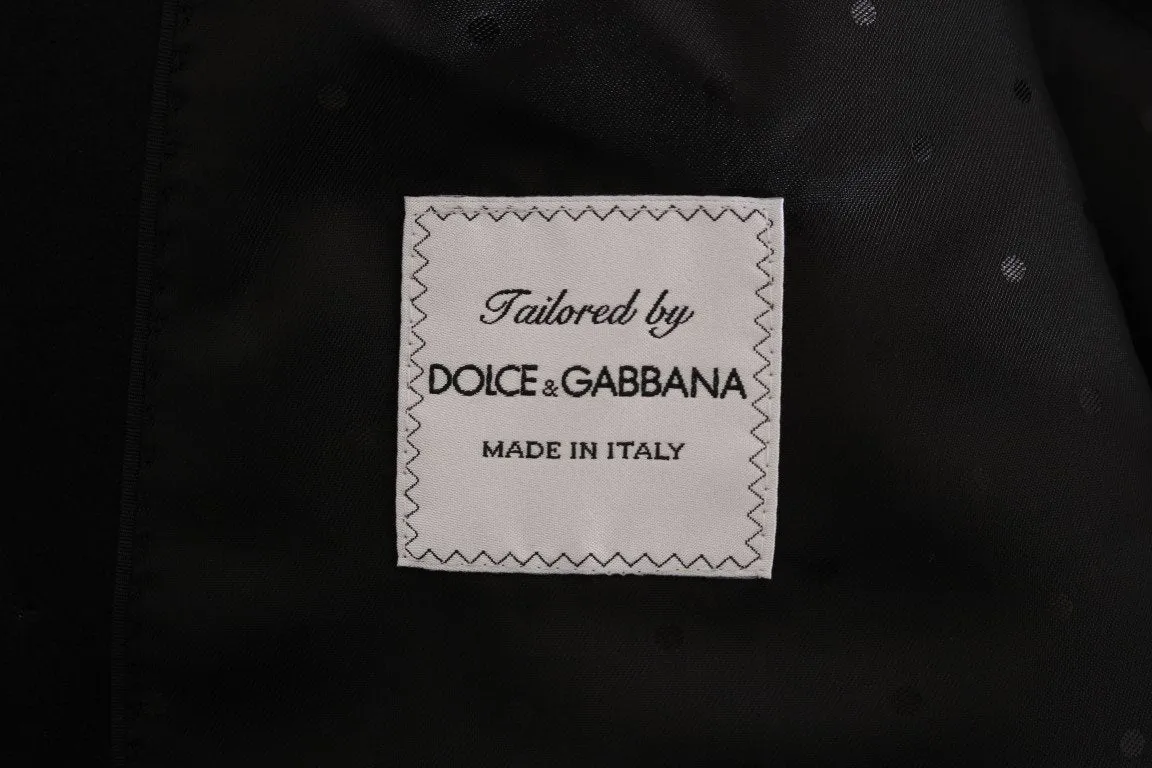 Tailored by
DOLCE & GABBANA
MADE IN ITALY